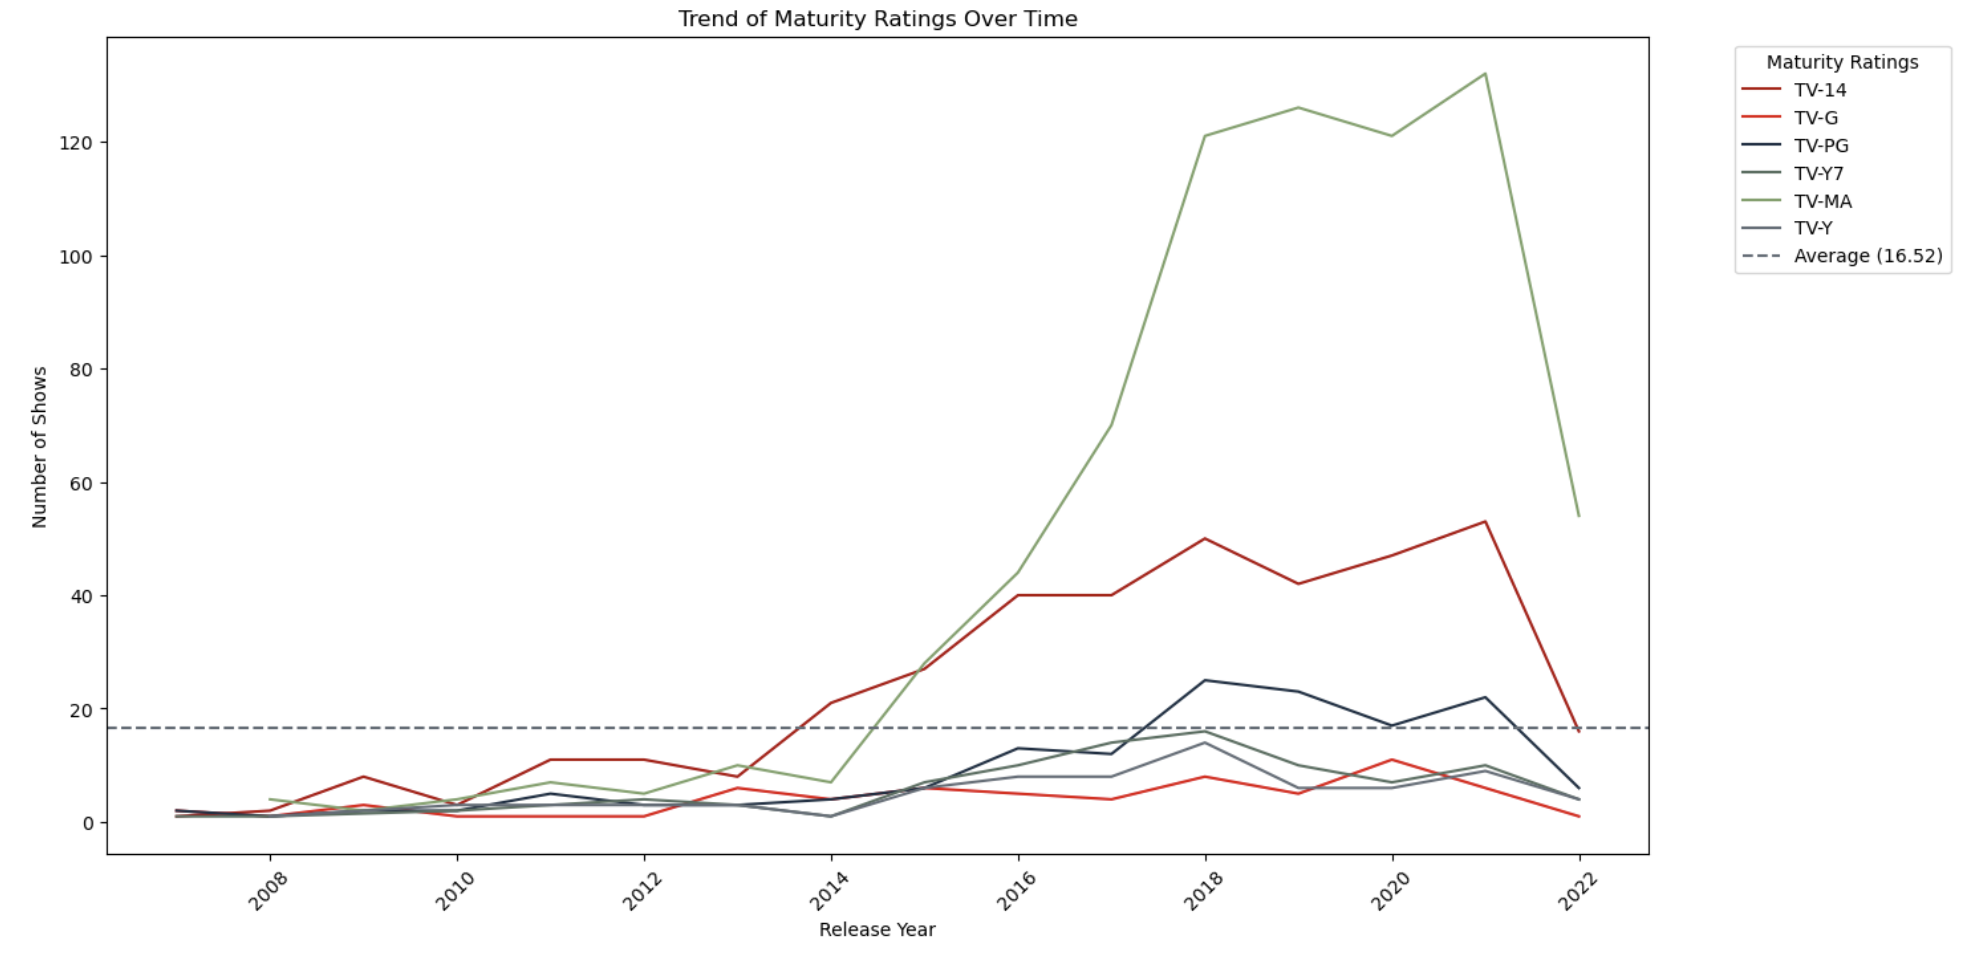 Trend of Maturity Ratings Over Time
Number of Shows
120
100
80
60
40
20
0
2008
2010
2012
2014
2016
2018
2020
2022
Release Year
Maturity Ratings
TV-14
TV-G
TV-PG
TV-Y7
TV-MA
TV-Y
Average (16.52)